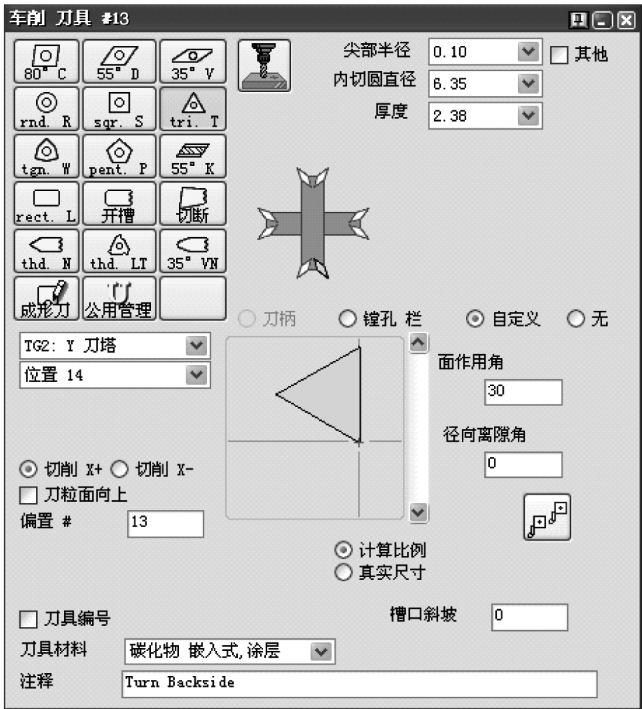 车削 刀具 #13
80° C 55° D 35° V
rnd. R sqr. S tri. T
tgn. W pent. P 55° K
rect. L 开槽 切断
thd. N thd. LT 35° VN
成形刀 公用管理
尖部半径 0.10 其他
内切圆直径 6.35
厚度 2.38
刀柄 镗孔 栏 自定义 无
TG2: Y 刀塔
位置 14
面作用角
30
径向离隙角
0
切削 X+ 切削 X-
刀粒面向上
偏置 # 13
计算比例
真实尺寸
刀具编号
槽口斜坡 0
刀具材料 碳化物 嵌入式,涂层
注释 Turn Backside